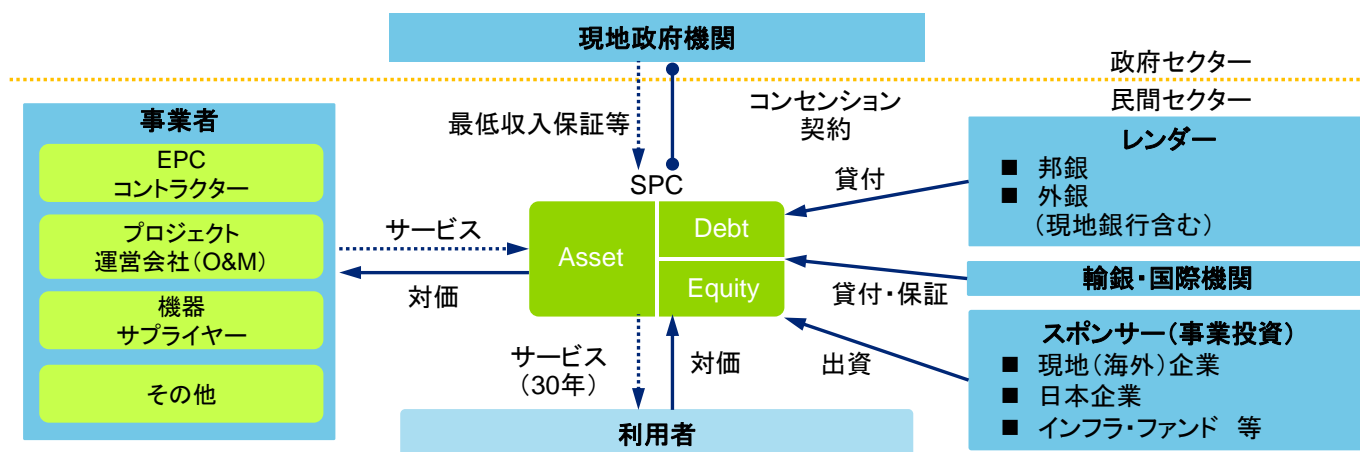 現地政府機関
政府セクター
民間セクター
コンセンション
契約
最低収入保証等
事業者
EPC
コントラクター
プロジェクト
運営会社（O&M）
機器
サプライヤー
その他
サービス
対価
SPC
Asset
Debt
Equity
貸付
貸付・保証
出資
レンダー
■ 邦銀
■ 外銀
（現地銀行含む）
輸銀・国際機関
スポンサー（事業投資）
■ 現地（海外）企業
■ 日本企業
■ インフラ・ファンド 等
サービス
（30年）
対価
利用者